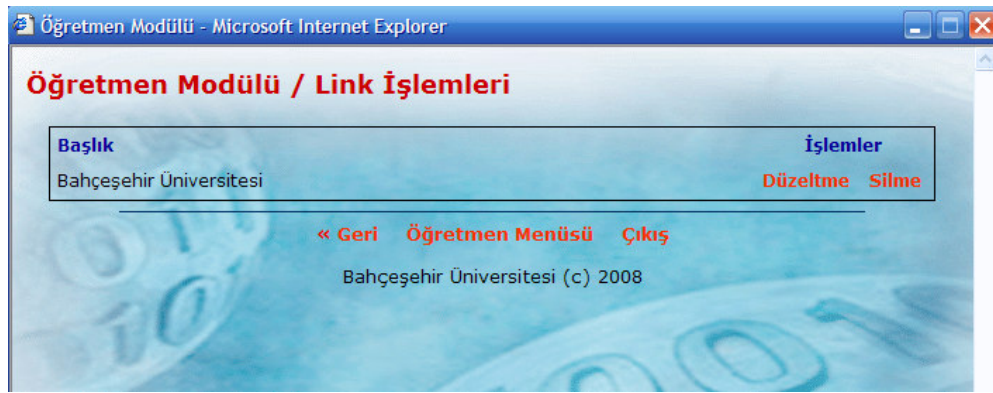 Öğretmen Modülü - Microsoft Internet Explorer
Öğretmen Modülü / Link İşlemleri
Başlık İşlemler
Bahçeşehir Üniversitesi Düzeltme Silme
« Geri Öğretmen Menüsü Çıkış
Bahçeşehir Üniversitesi (c) 2008